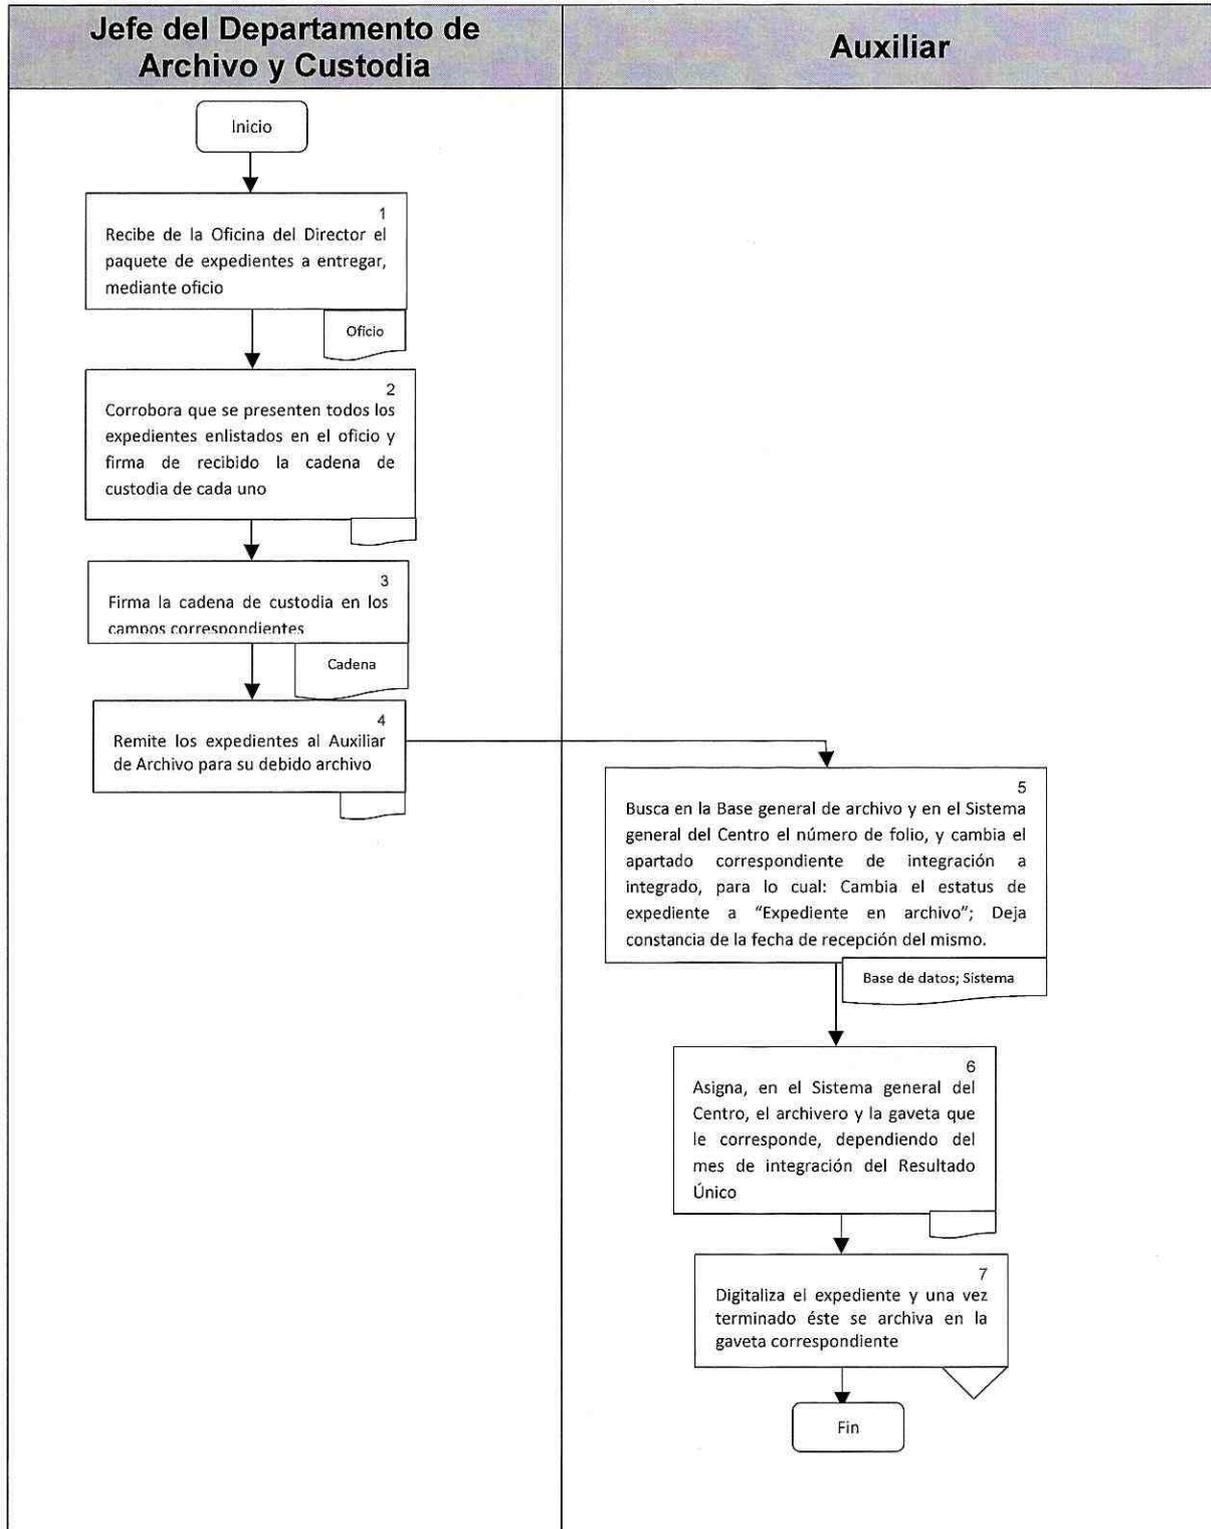 Jefe del Departamento de
Archivo y Custodia
Auxiliar
Inicio
1
Recibe de la Oficina del Director el
paquete de expedientes a entregar,
mediante oficio
Oficio
2
Corrobora que se presenten todos los
expedientes enlistados en el oficio y
firma de recibido la cadena de
custodia de cada uno
3
Firma la cadena de custodia en los
campos correspondientes
Cadena
4
Remite los expedientes al Auxiliar
de Archivo para su debido archivo
5
Busca en la Base general de archivo y en el Sistema
general del Centro el número de folio, y cambia el
apartado correspondiente de integración a
integrado, para lo cual: Cambia el estatus de
expediente a “Expediente en archivo”; Deja
constancia de la fecha de recepción del mismo.
Base de datos; Sistema
6
Asigna, en el Sistema general del
Centro, el archivero y la gaveta que
le corresponde, dependiendo del
mes de integración del Resultado
Único
7
Digitaliza el expediente y una vez
terminado éste se archiva en la
gaveta correspondiente
Fin